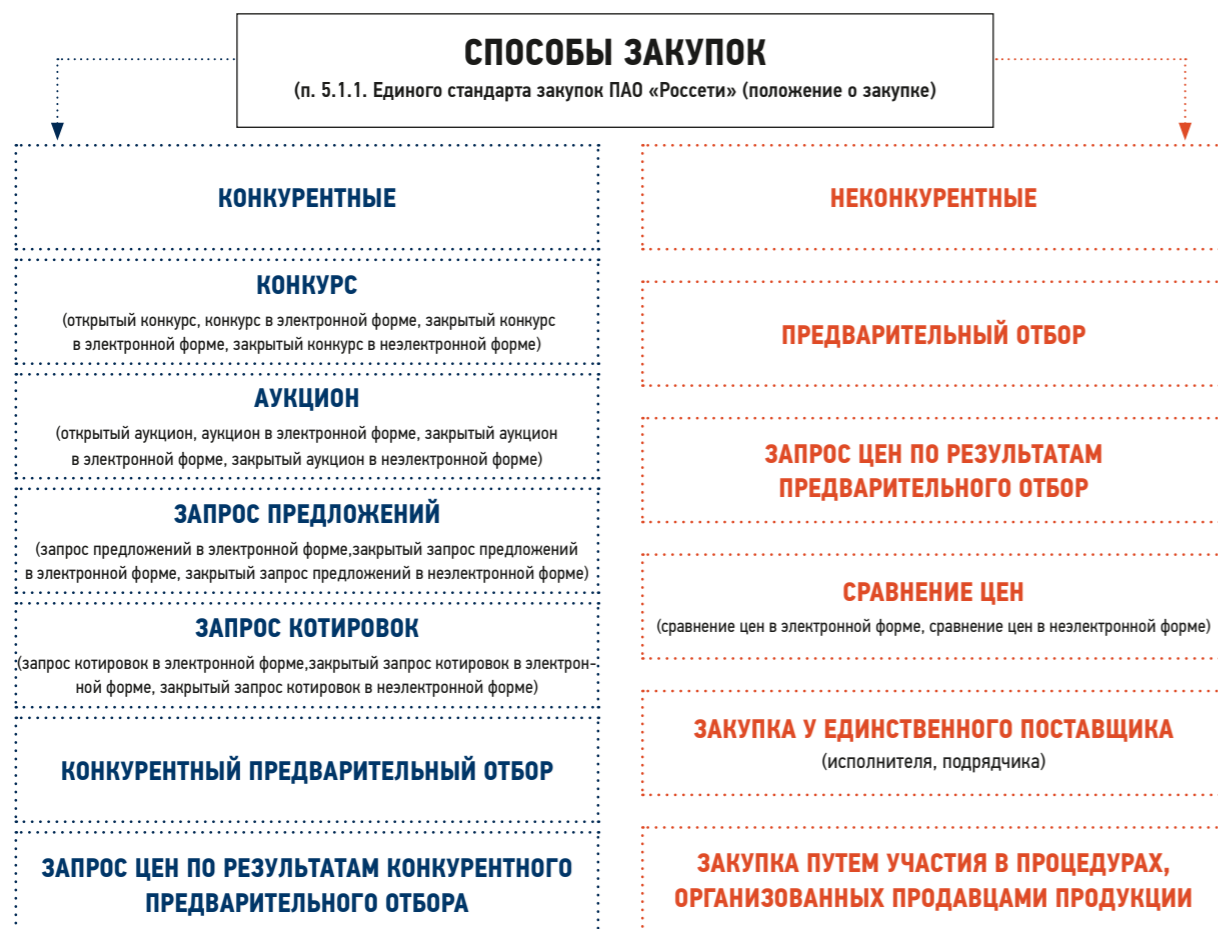 СПОСОБЫ ЗАКУПОК
(п. 5.1.1. Единого стандарта закупок ПАО «Россети» (положение о закупке)
КОНКУРЕНТНЫЕ
КОНКУРС
(открытый конкурс, конкурс в электронной форме, закрытый конкурс
в электронной форме, закрытый конкурс в неэлектронной форме)
АУКЦИОН
(открытый аукцион, аукцион в электронной форме, закрытый аукцион
в электронной форме, закрытый аукцион в неэлектронной форме)
ЗАПРОС ПРЕДЛОЖЕНИЙ
(запрос предложений в электронной форме,закрытый запрос предложений
в электронной форме, закрытый запрос предложений в неэлектронной форме)
ЗАПРОС КОТИРОВОК
(запрос котировок в электронной форме,закрытый запрос котировок в электрон-
ной форме, закрытый запрос котировок в неэлектронной форме)
КОНКУРЕНТНЫЙ ПРЕДВАРИТЕЛЬНЫЙ ОТБОР
ЗАПРОС ЦЕН ПО РЕЗУЛЬТАТАМ КОНКУРЕНТНОГО
ПРЕДВАРИТЕЛЬНОГО ОТБОРА
НЕКОНКУРЕНТНЫЕ
ПРЕДВАРИТЕЛЬНЫЙ ОТБОР
ЗАПРОС ЦЕН ПО РЕЗУЛЬТАТАМ
ПРЕДВАРИТЕЛЬНОГО ОТБОР
СРАВНЕНИЕ ЦЕН
(сравнение цен в электронной форме, сравнение цен в неэлектронной форме)
ЗАКУПКА У ЕДИНСТВЕННОГО ПОСТАВЩИКА
(исполнителя, подрядчика)
ЗАКУПКА ПУТЕМ УЧАСТИЯ В ПРОЦЕДУРАХ,
ОРГАНИЗОВАННЫХ ПРОДАВЦАМИ ПРОДУКЦИИ